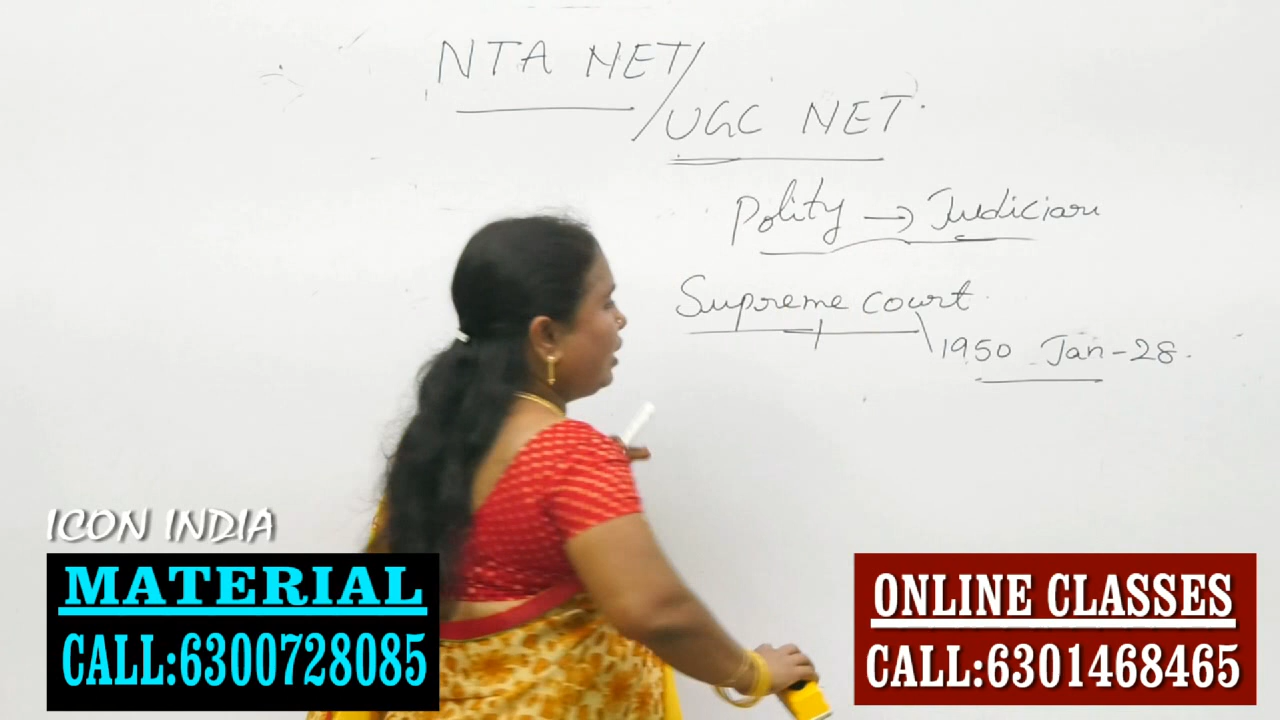 NTA NET/
UGC NET
Polity → Judiciary
Supreme court
1950 Jan-28.
ICON INDIA
MATERIAL
CALL:6300728085
ONLINE CLASSES
CALL:6301468465